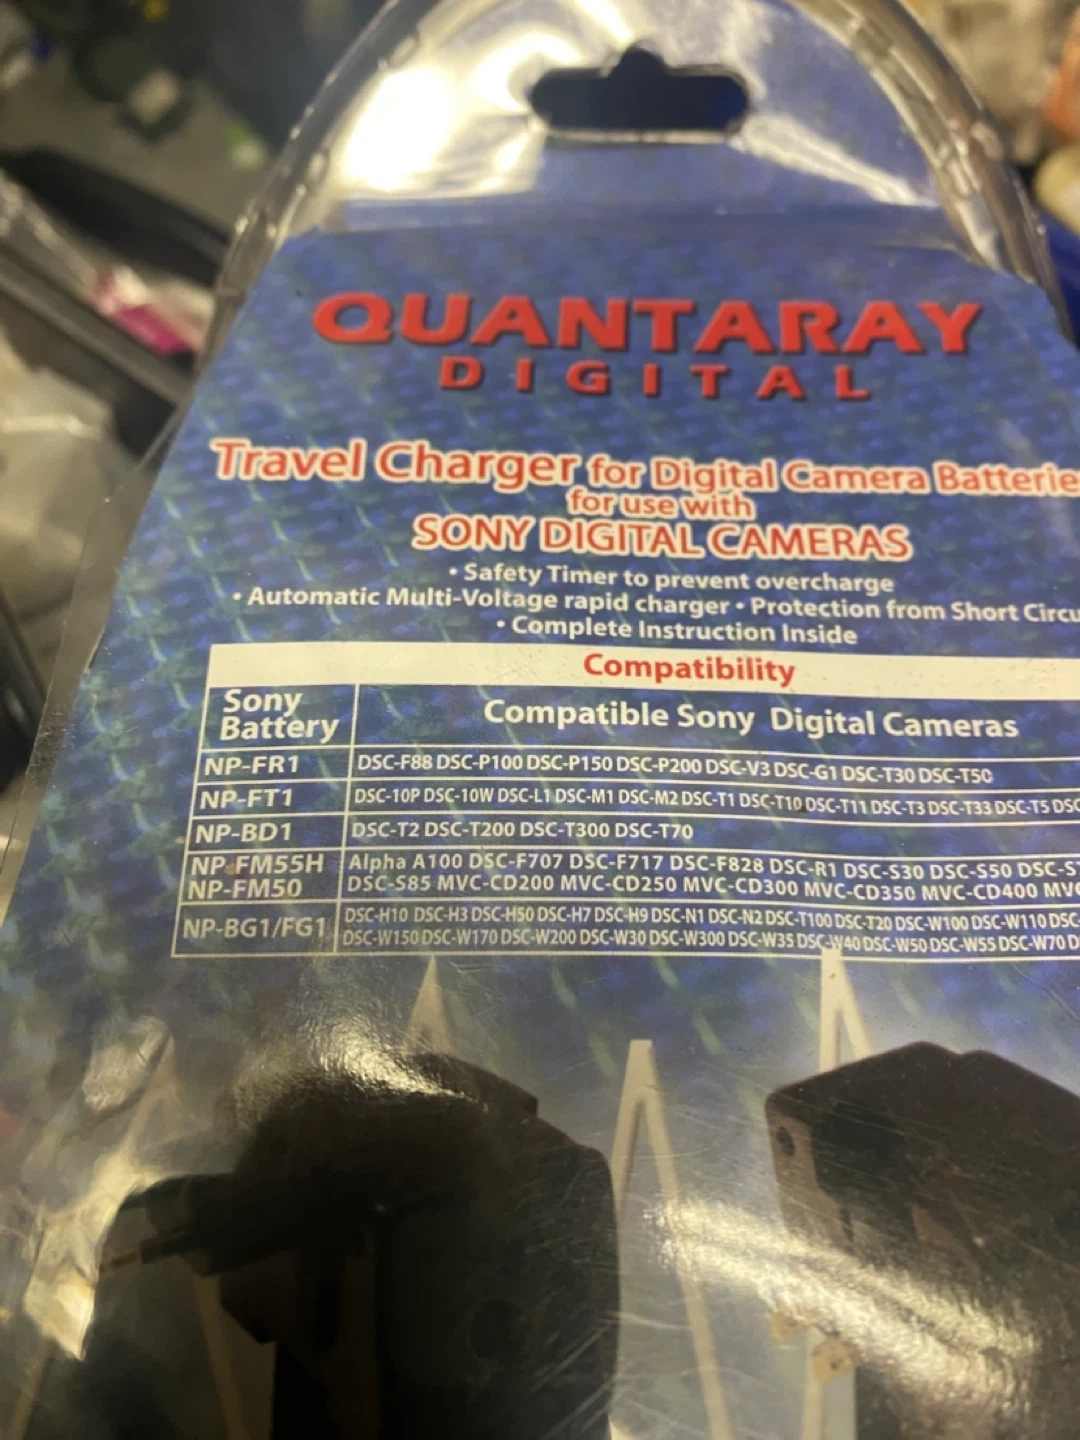 QUANTARAY
DIGITAL
Travel Charger for Digital Camera Batterie
for use with
SONY DIGITAL CAMERAS
• Safety Timer to prevent overcharge
• Automatic Multi-Voltage rapid charger • Protection from Short Circu
• Complete Instruction Inside
Compatibility
Sony Battery Compatible Sony Digital Cameras
NP-FR1 DSC-F88 DSC-P100 DSC-P150 DSC-P200 DSC-V3 DSC-G1 DSC-T30 DSC-T50
NP-FT1 DSC-10P DSC-10W DSC-L1 DSC-M1 DSC-M2 DSC-T1 DSC-T10 DSC-T11 DSC-T3 DSC-T33 DSC-T5 DSC
NP-BD1 DSC-T2 DSC-T200 DSC-T300 DSC-T70
NP-FM55H Alpha A100 DSC-F707 DSC-F717 DSC-F828 DSC-R1 DSC-S30 DSC-S50 DSC-S7
NP-FM50 DSC-S85 MVC-CD200 MVC-CD250 MVC-CD300 MVC-CD350 MVC-CD400 MVC
NP-BG1/FG1 DSC-H10 DSC-H3 DSC-H50 DSC-H7 DSC-H9 DSC-N1 DSC-N2 DSC-T100 DSC-T20 DSC-W100 DSC-W110 DSC-
DSC-W150 DSC-W170 DSC-W200 DSC-W30 DSC-W300 DSC-W35 DSC-W40 DSC-W50 DSC-W55 DSC-W70 D